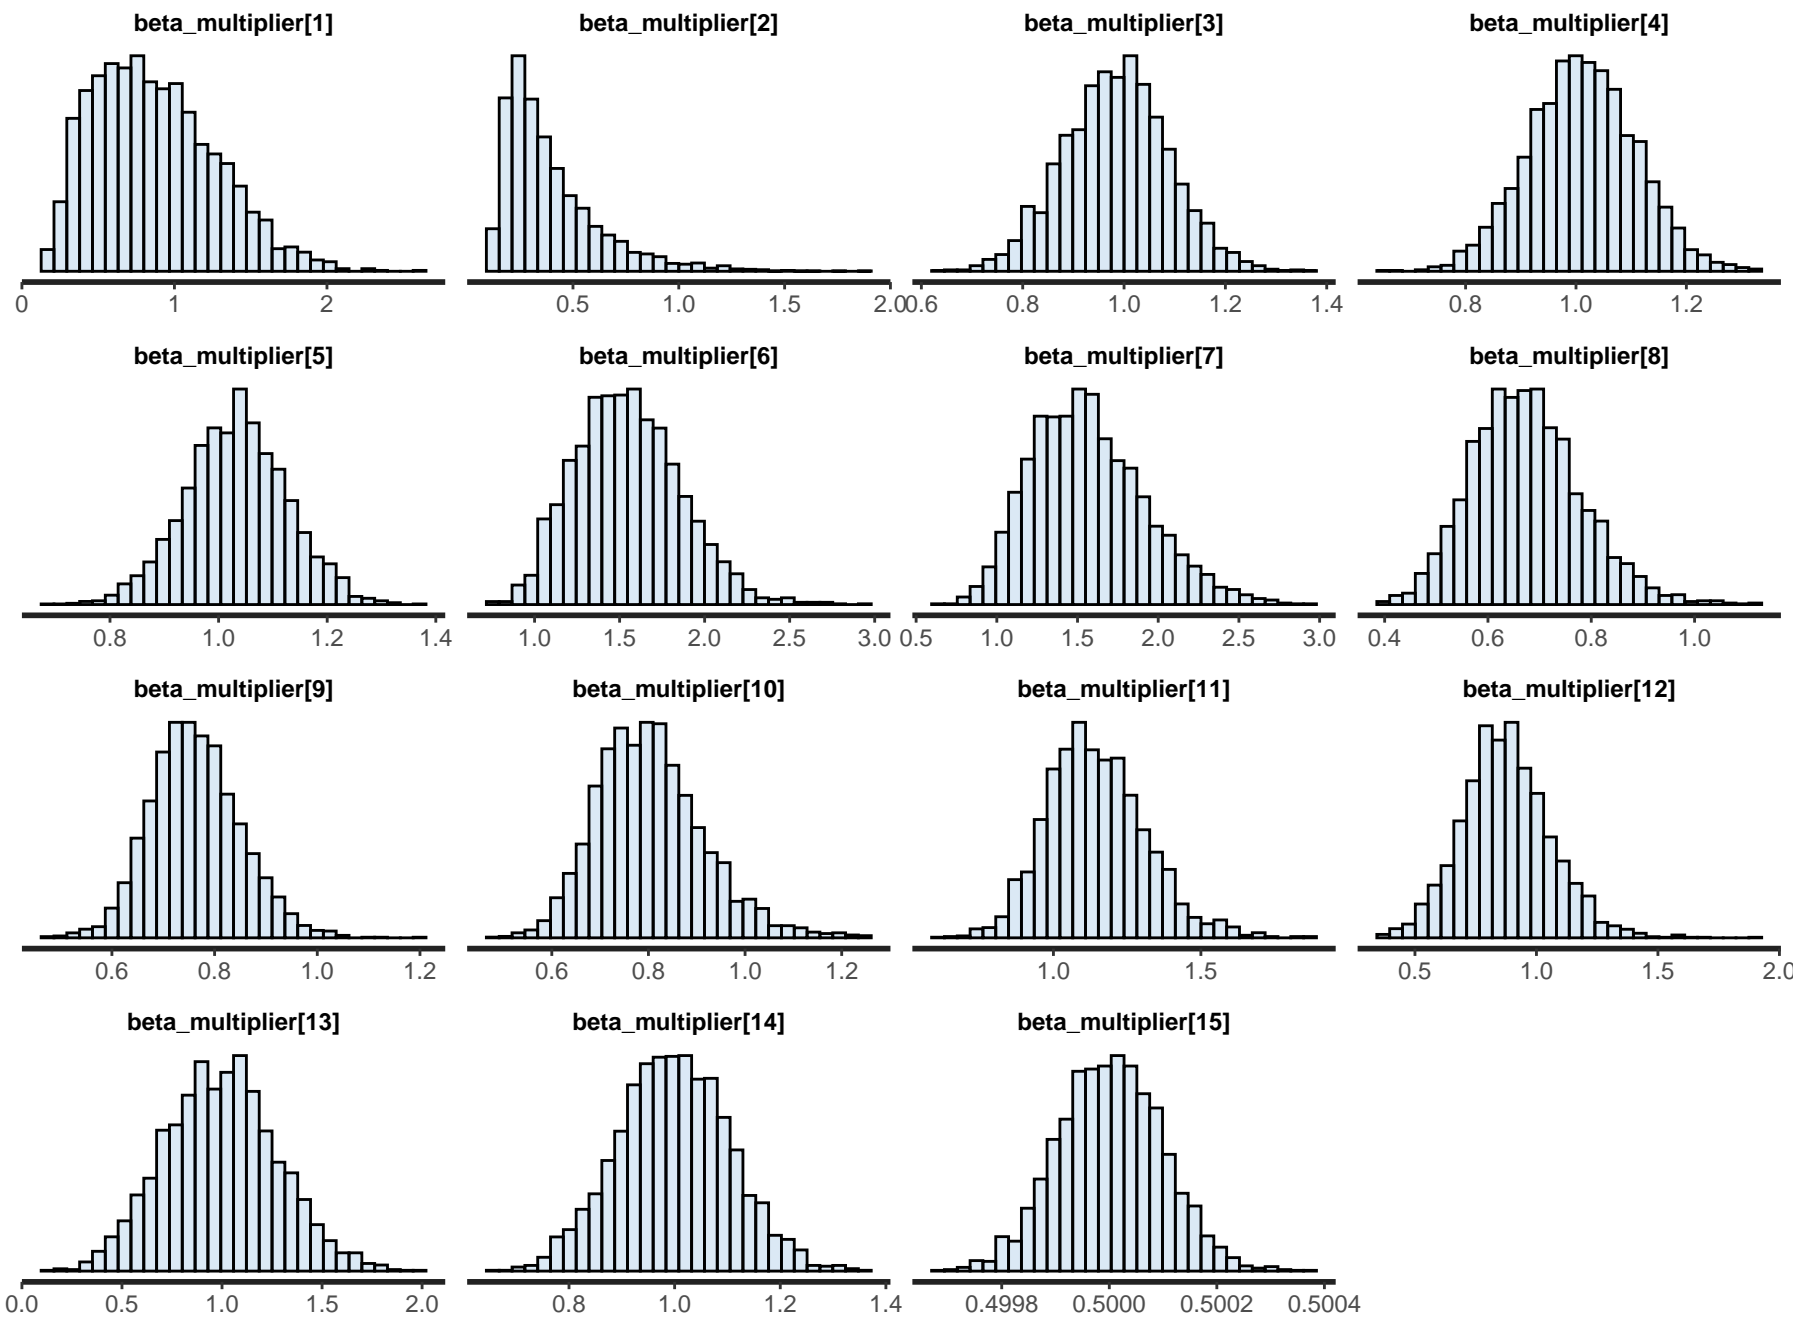 beta_multiplier[1] beta_multiplier[2] beta_multiplier[3] beta_multiplier[4]
0 1 2 0.5 1.0 1.5 2.0 0.6 0.8 1.0 1.2 1.4 0.8 1.0 1.2
beta_multiplier[5] beta_multiplier[6] beta_multiplier[7] beta_multiplier[8]
0.8 1.0 1.2 1.4 1.0 1.5 2.0 2.5 3.0 0.5 1.0 1.5 2.0 2.5 3.0 0.4 0.6 0.8 1.0
beta_multiplier[9] beta_multiplier[10] beta_multiplier[11] beta_multiplier[12]
0.6 0.8 1.0 1.2 0.6 0.8 1.0 1.2 1.0 1.5 0.5 1.0 1.5 2.0
beta_multiplier[13] beta_multiplier[14] beta_multiplier[15]
0.0 0.5 1.0 1.5 2.0 0.8 1.0 1.2 1.4 0.4998 0.5000 0.5002 0.5004